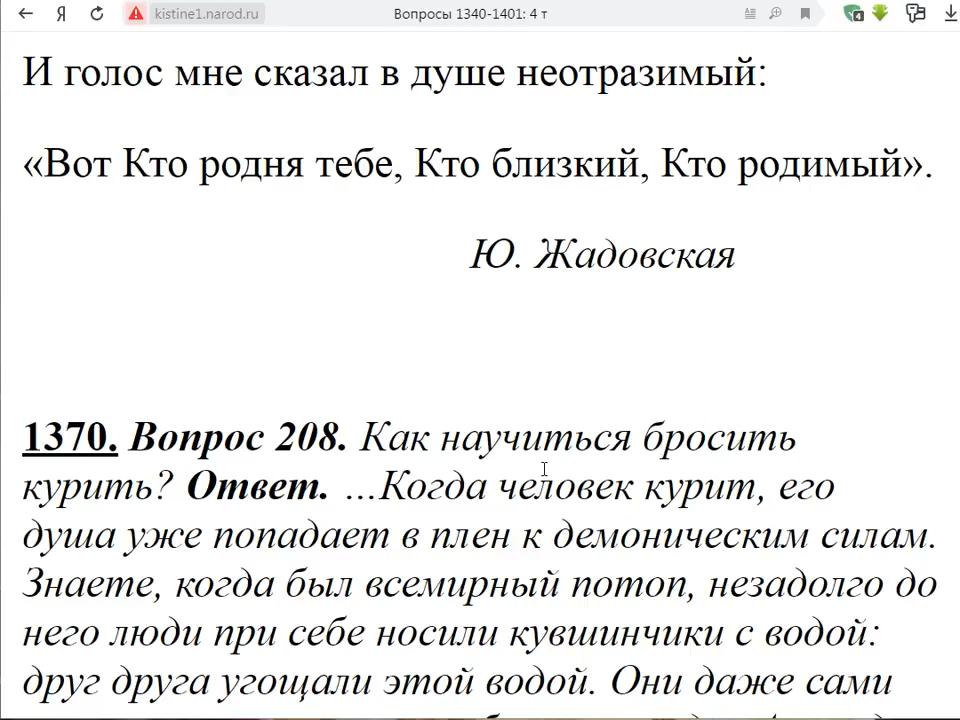 kistine1.narod.ru
Вопросы 1340-1401: 4 т
И голос мне сказал в душе неотразимый:
«Вот Кто родня тебе, Кто близкий, Кто родимый».
Ю. Жадовская
1370. Вопрос 208. Как научиться бросить
курить? Ответ. ...Когда человек курит, его
душа уже попадает в плен к демоническим силам.
Знаете, когда был всемирный потоп, незадолго до
него люди при себе носили кувшинчики с водой:
друг друга угощали этой водой. Они даже сами